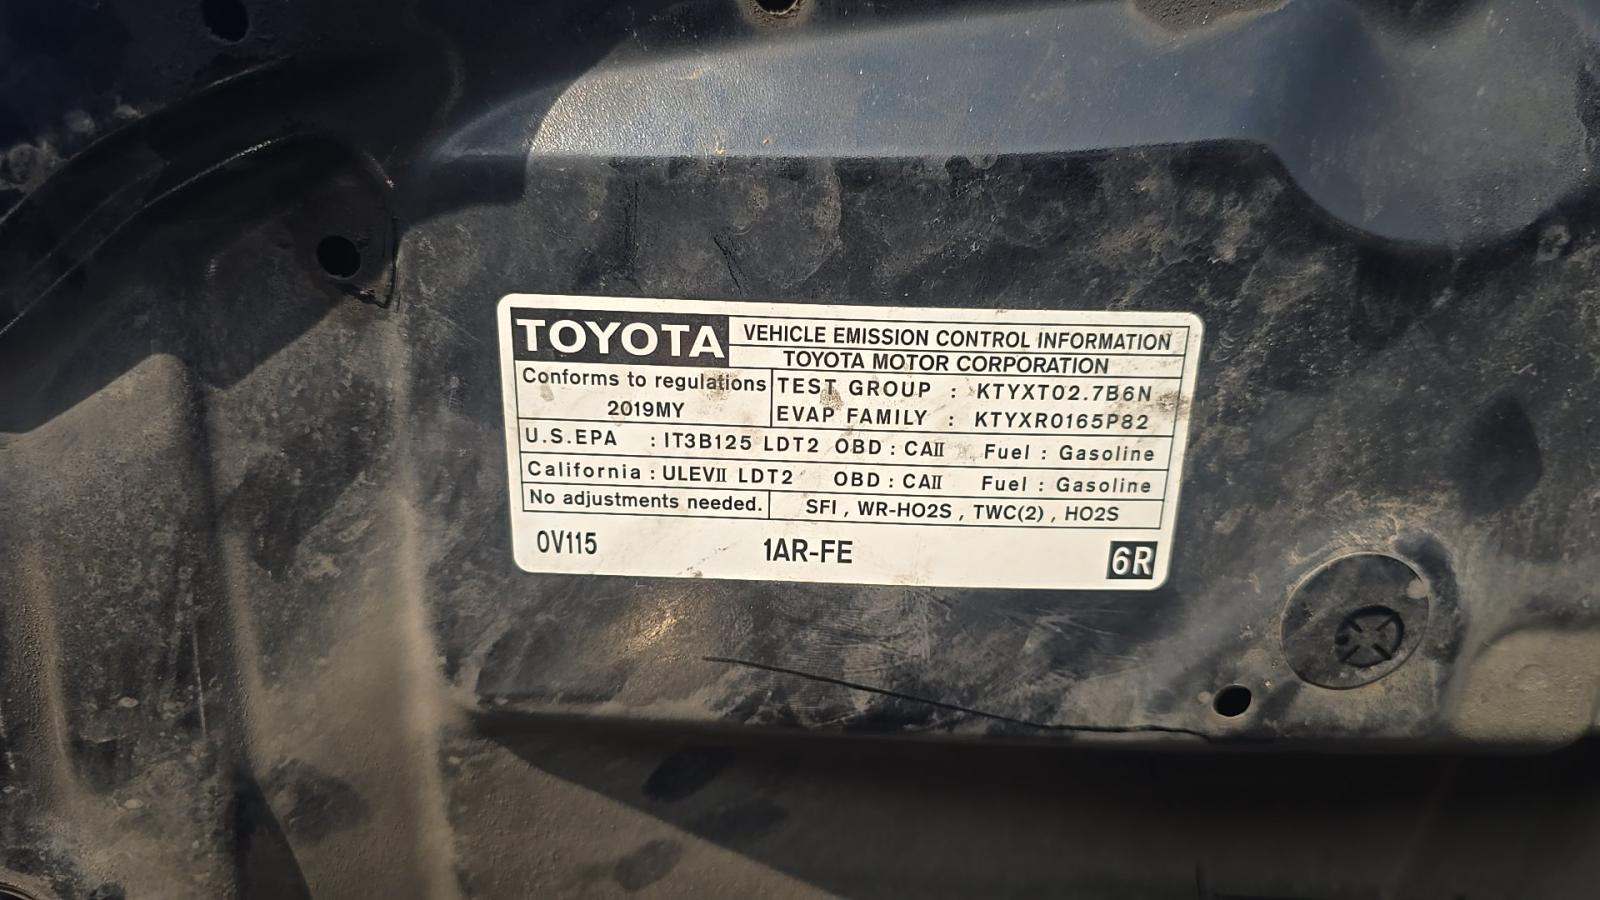 TOYOTA VEHICLE EMISSION CONTROL INFORMATION
TOYOTA MOTOR CORPORATION
Conforms to regulations
2019MY
TEST GROUP : KTYXT02.7B6N
EVAP FAMILY : KTYXR0165P82
U.S.EPA : IT3B125 LDT2 OBD : CAII Fuel : Gasoline
California : ULEVII LDT2 OBD : CAII Fuel : Gasoline
No adjustments needed. SFI , WR-HO2S , TWC(2) , HO2S
0V115 1AR-FE 6R